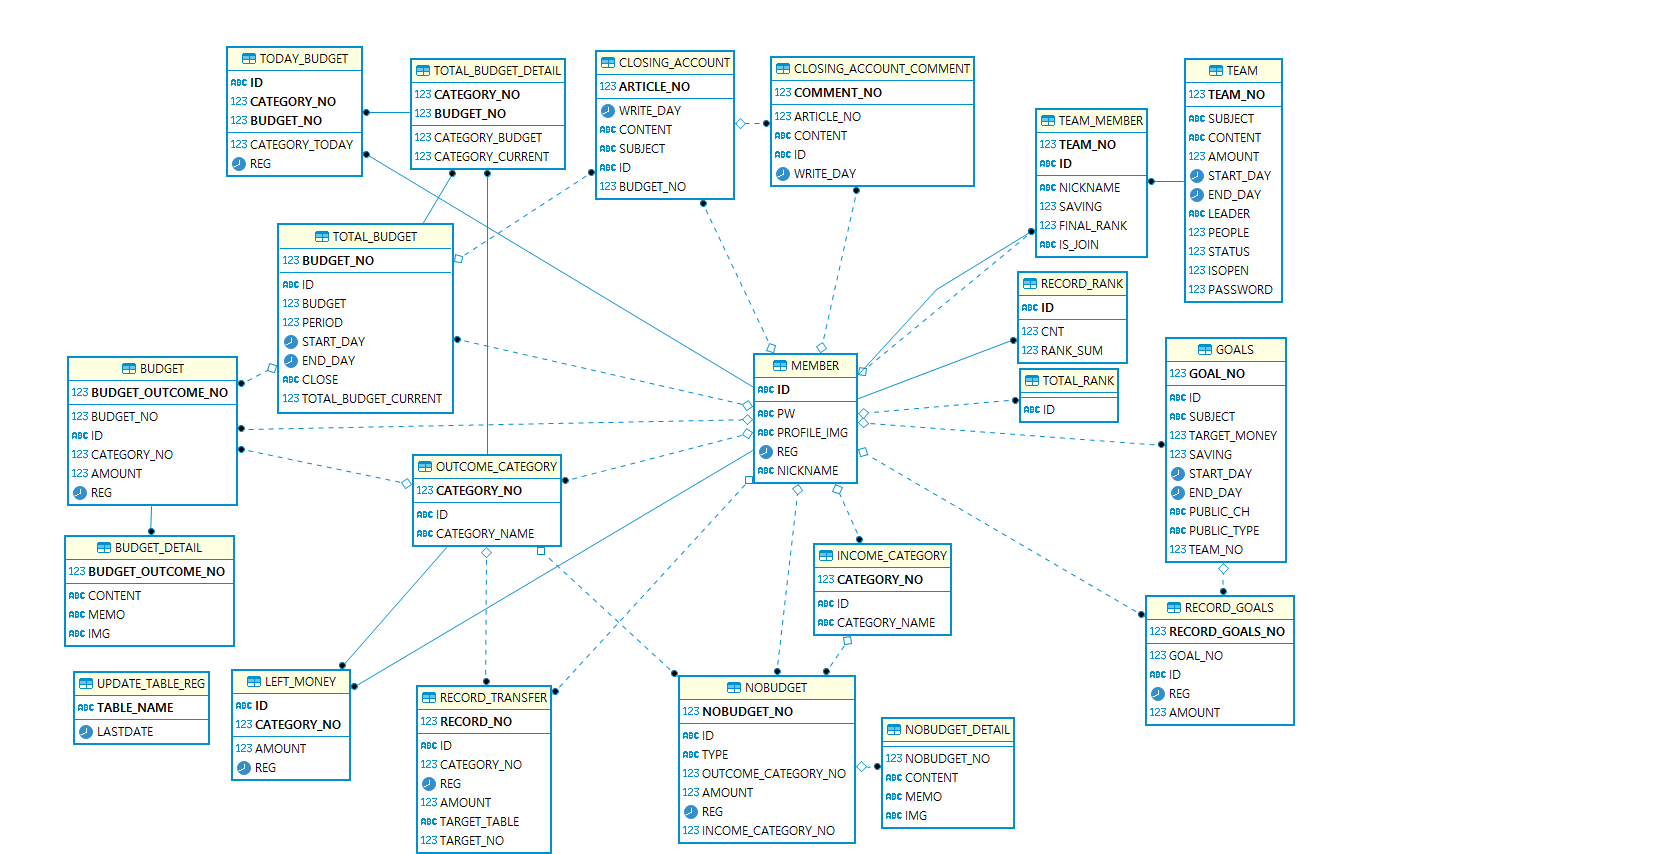 TODAY_BUDGET
ABC ID
123 CATEGORY_NO
123 BUDGET_NO
123 CATEGORY_TODAY
REG
TOTAL_BUDGET_DETAIL
123 CATEGORY_NO
123 BUDGET_NO
123 CATEGORY_BUDGET
123 CATEGORY_CURRENT
CLOSING_ACCOUNT
123 ARTICLE_NO
WRITE_DAY
ABC CONTENT
ABC SUBJECT
ABC ID
123 BUDGET_NO
CLOSING_ACCOUNT_COMMENT
123 COMMENT_NO
123 ARTICLE_NO
ABC CONTENT
ABC ID
WRITE_DAY
TEAM_MEMBER
123 TEAM_NO
ABC ID
ABC NICKNAME
123 SAVING
123 FINAL_RANK
ABC IS_JOIN
TEAM
123 TEAM_NO
ABC SUBJECT
ABC CONTENT
123 AMOUNT
START_DAY
END_DAY
ABC LEADER
123 PEOPLE
123 STATUS
123 ISOPEN
123 PASSWORD
TOTAL_BUDGET
123 BUDGET_NO
ABC ID
123 BUDGET
123 PERIOD
START_DAY
END_DAY
ABC CLOSE
123 TOTAL_BUDGET_CURRENT
RECORD_RANK
ABC ID
123 CNT
123 RANK_SUM
TOTAL_RANK
ABC ID
GOALS
123 GOAL_NO
ABC ID
ABC SUBJECT
123 TARGET_MONEY
123 SAVING
START_DAY
END_DAY
ABC PUBLIC_CH
ABC PUBLIC_TYPE
123 TEAM_NO
MEMBER
ABC ID
ABC PW
ABC PROFILE_IMG
REG
ABC NICKNAME
BUDGET
123 BUDGET_OUTCOME_NO
123 BUDGET_NO
ABC ID
123 CATEGORY_NO
123 AMOUNT
REG
OUTCOME_CATEGORY
123 CATEGORY_NO
ABC ID
ABC CATEGORY_NAME
BUDGET_DETAIL
123 BUDGET_OUTCOME_NO
ABC CONTENT
ABC MEMO
ABC IMG
INCOME_CATEGORY
123 CATEGORY_NO
ABC ID
ABC CATEGORY_NAME
RECORD_GOALS
123 RECORD_GOALS_NO
123 GOAL_NO
ABC ID
REG
123 AMOUNT
UPDATE_TABLE_REG
ABC TABLE_NAME
LASTDATE
LEFT_MONEY
ABC ID
123 CATEGORY_NO
123 AMOUNT
REG
RECORD_TRANSFER
123 RECORD_NO
ABC ID
123 CATEGORY_NO
REG
123 AMOUNT
ABC TARGET_TABLE
123 TARGET_NO
NOBUDGET
123 NOBUDGET_NO
ABC ID
ABC TYPE
123 OUTCOME_CATEGORY_NO
123 AMOUNT
REG
123 INCOME_CATEGORY_NO
NOBUDGET_DETAIL
123 NOBUDGET_NO
ABC CONTENT
ABC MEMO
ABC IMG